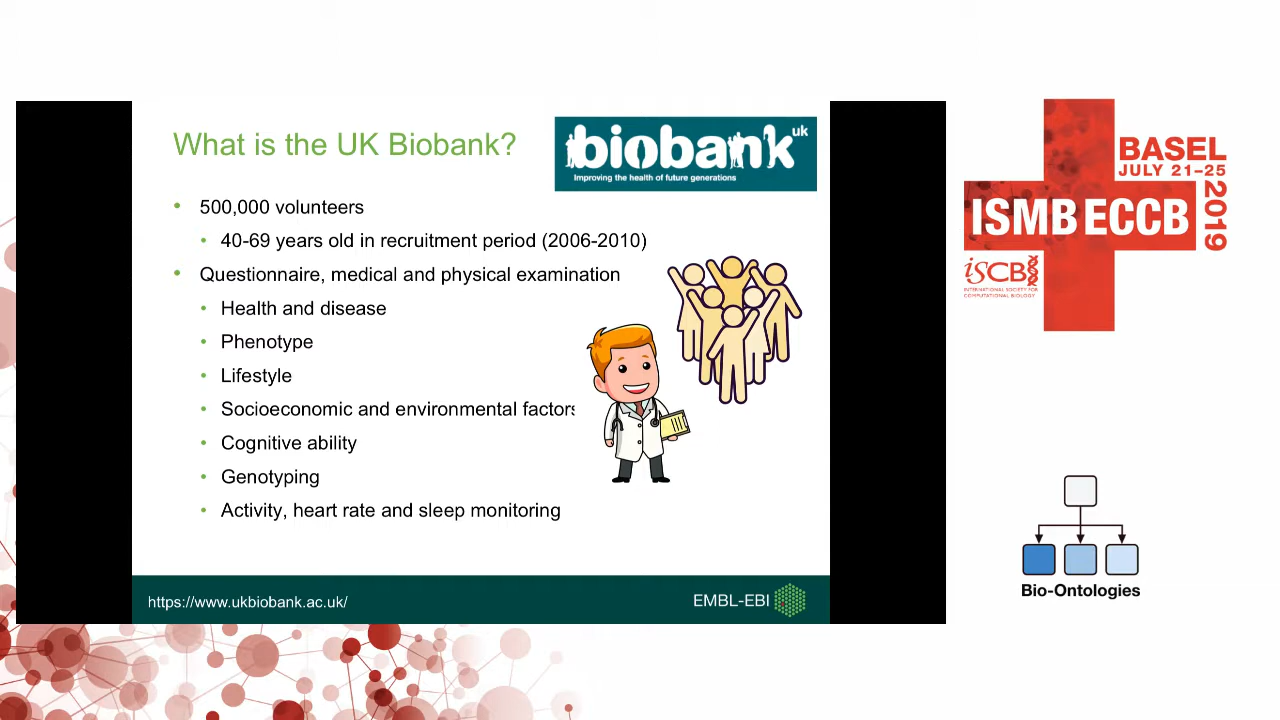 What is the UK Biobank?
biobank uk
Improving the health of future generations
• 500,000 volunteers
• 40-69 years old in recruitment period (2006-2010)
• Questionnaire, medical and physical examination
• Health and disease
• Phenotype
• Lifestyle
• Socioeconomic and environmental factors
• Cognitive ability
• Genotyping
• Activity, heart rate and sleep monitoring
https://www.ukbiobank.ac.uk/
EMBL-EBI
BASEL
JULY 21–25
2019
ISMB ECCB
ISCB
INTERNATIONAL SOCIETY FOR
COMPUTATIONAL BIOLOGY
Bio-Ontologies